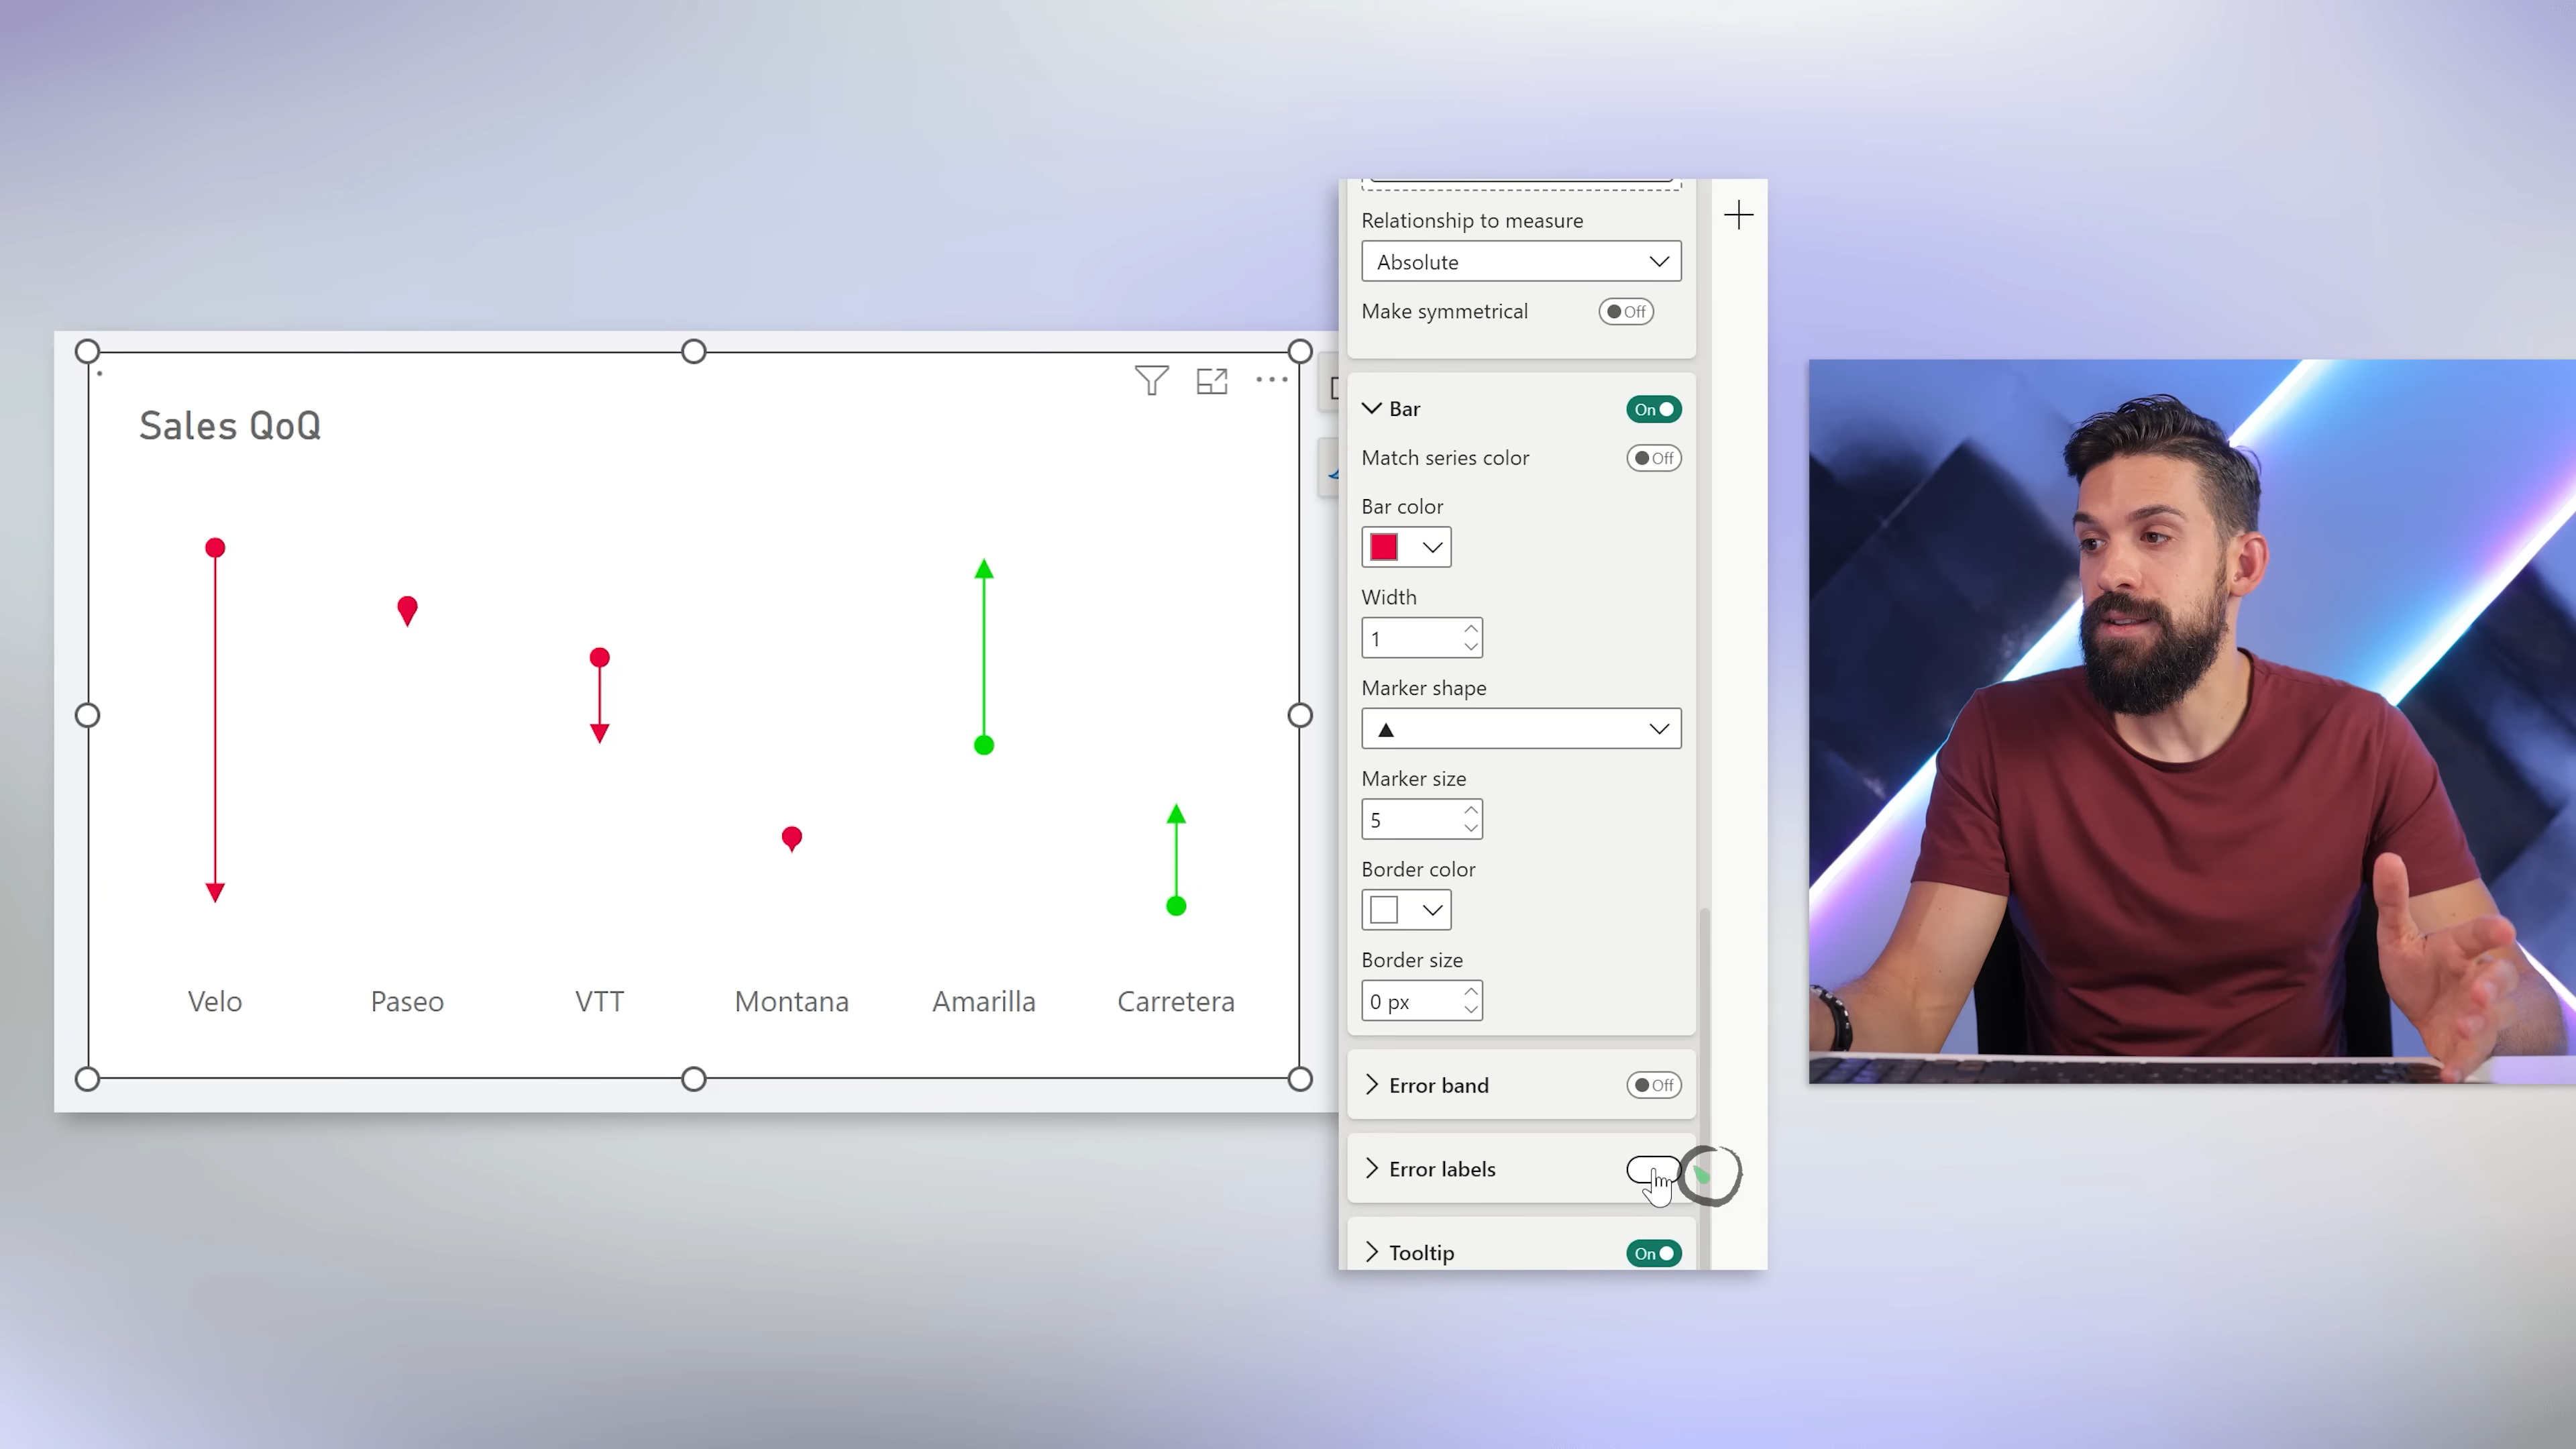 Sales QoQ
Velo
Paseo
VTT
Montana
Amarilla
Carretera
Relationship to measure
Absolute
Make symmetrical
Off
Bar
On
Match series color
Off
Bar color
Width
1
Marker shape
Marker size
5
Border color
Border size
0 px
Error band
Off
Error labels
Tooltip
On